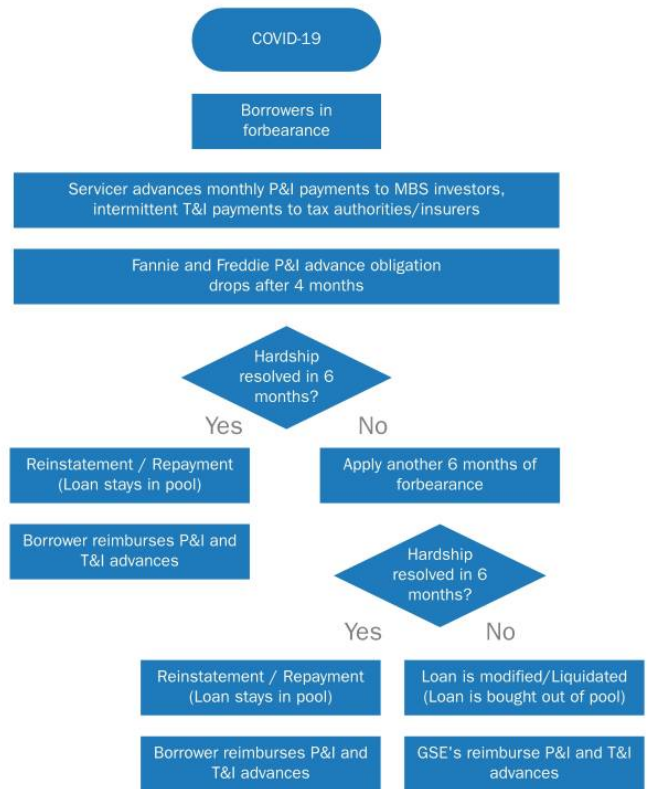 COVID-19
Borrowers in
forbearance
Servicer advances monthly P&I payments to MBS investors,
intermittent T&I payments to tax authorities/insurers
Fannie and Freddie P&I advance obligation
drops after 4 months
Hardship
resolved in 6
months?
Yes
No
Reinstatement / Repayment
(Loan stays in pool)
Apply another 6 months of
forbearance
Borrower reimburses P&I and
T&I advances
Hardship
resolved in 6
months?
Yes
No
Reinstatement / Repayment
(Loan stays in pool)
Loan is modified/Liquidated
(Loan is bought out of pool)
Borrower reimburses P&I and
T&I advances
GSE's reimburse P&I and T&I
advances